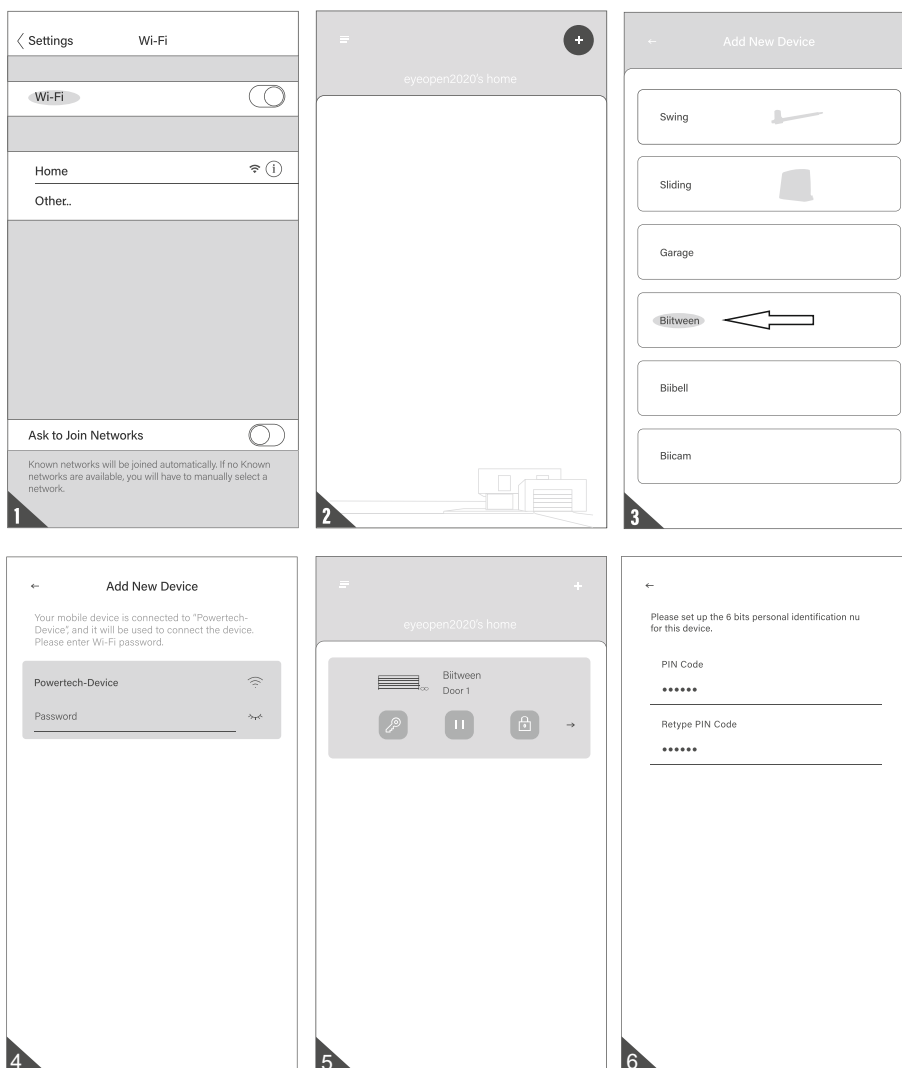 Settings
Wi-Fi
Wi-Fi
Home
Other...
Ask to Join Networks
Known networks will be joined automatically. If no Known
networks are available, you will have to manually select a
network.
1
+
eyeopen2020's home
2
Add New Device
Swing
Sliding
Garage
Biitween
Biibell
Biicam
3
Add New Device
Your mobile device is connected to "Powertech-
Device", and it will be used to connect the device.
Please enter Wi-Fi password.
Powertech-Device
Password
4
+
eyeopen2020's home
Biitween
Door 1
5
Please set up the 6 bits personal identification nu
for this device.
PIN Code
••••••
Retype PIN Code
••••••
6